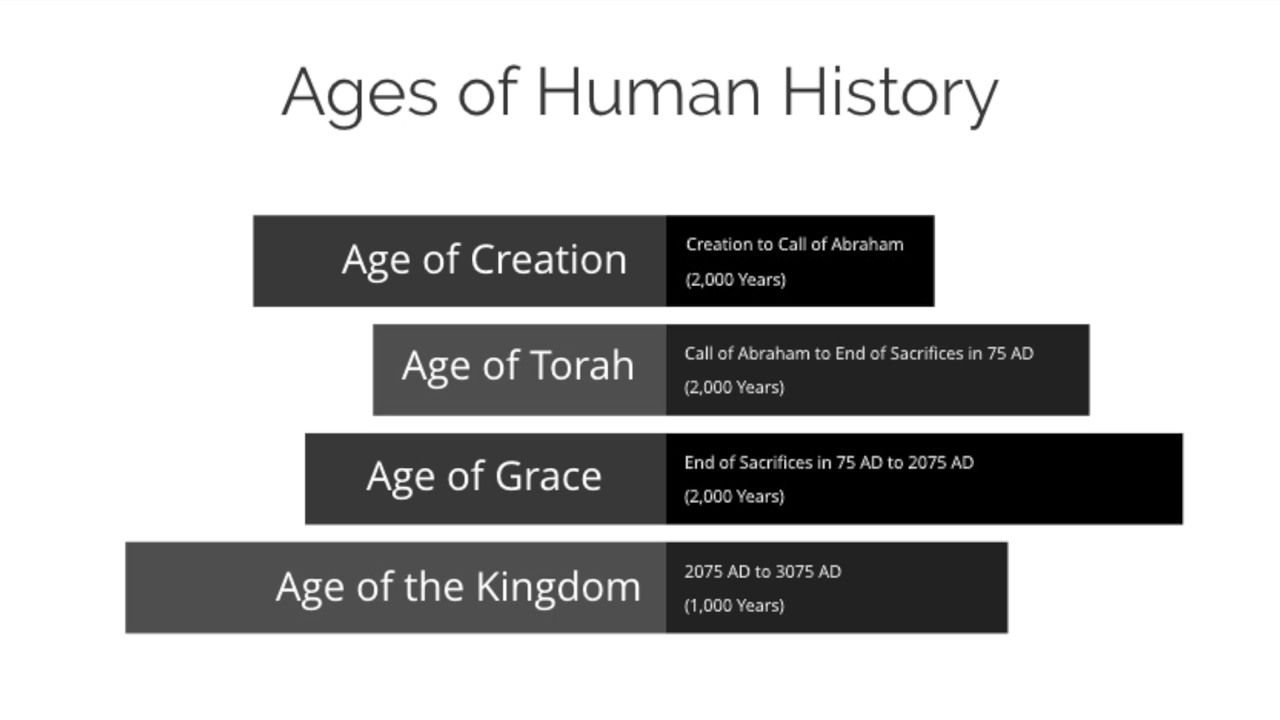 Ages of Human History
Age of Creation
Creation to Call of Abraham
(2,000 Years)
Age of Torah
Call of Abraham to End of Sacrifices in 75 AD
(2,000 Years)
Age of Grace
End of Sacrifices in 75 AD to 2075 AD
(2,000 Years)
Age of the Kingdom
2075 AD to 3075 AD
(1,000 Years)